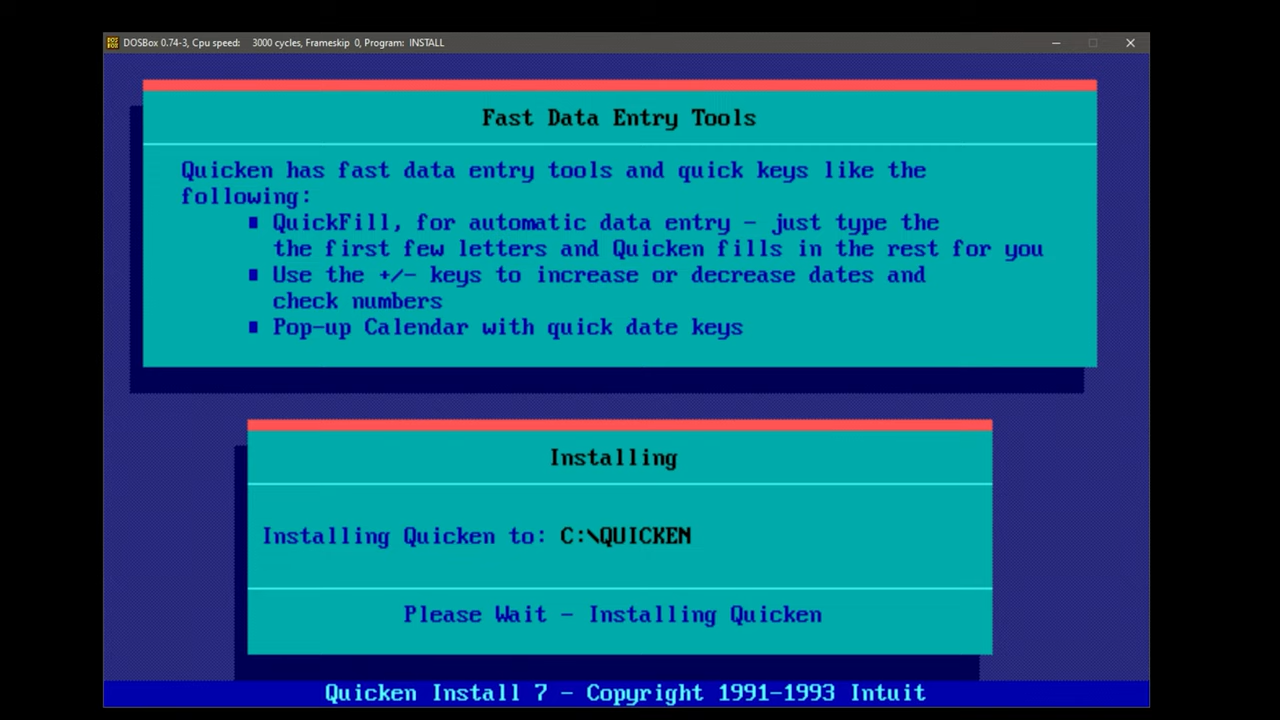 DOSBox 0.74-3, Cpu speed: 3000 cycles, Frameskip 0, Program: INSTALL
Fast Data Entry Tools
Quicken has fast data entry tools and quick keys like the
following:
■ QuickFill, for automatic data entry - just type the
the first few letters and Quicken fills in the rest for you
■ Use the +/- keys to increase or decrease dates and
check numbers
■ Pop-up Calendar with quick date keys
Installing
Installing Quicken to: C:\QUICKEN
Please Wait - Installing Quicken
Quicken Install 7 - Copyright 1991-1993 Intuit